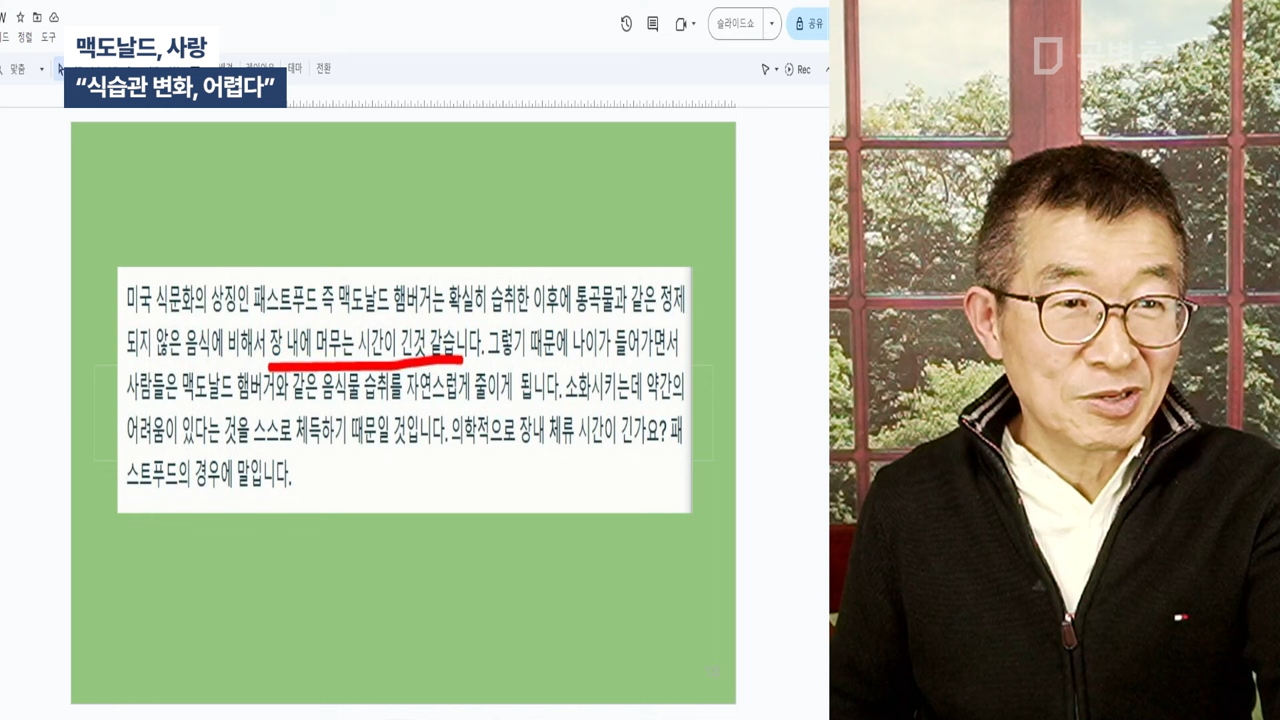 맥도날드, 사랑
“식습관 변화, 어렵다”
정렬 도구
슬라이드쇼
공유
맞춤
테마 전환
Rec
미국 식문화의 상징인 패스트푸드 즉 맥도날드 햄버거는 확실히 습취한 이후에 통곡물과 같은 정제
되지 않은 음식에 비해서 장 내에 머무는 시간이 긴것 같습니다. 그렇기 때문에 나이가 들어가면서
사람들은 맥도날드 햄버거와 같은 음식물 습취를 자연스럽게 줄이게 됩니다. 소화시키는데 약간의
어려움이 있다는 것을 스스로 체득하기 때문일 것입니다. 의학적으로 장내 체류 시간이 긴가요? 패
스트푸드의 경우에 말입니다.